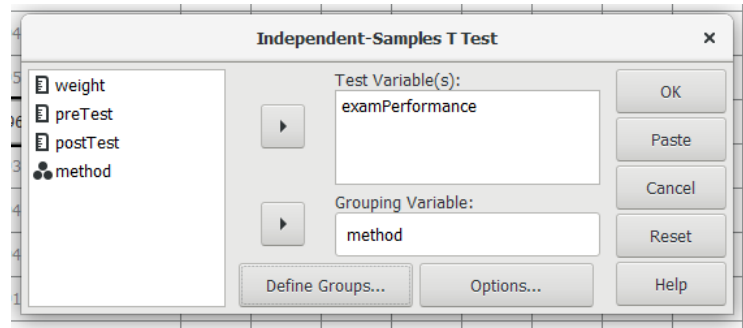 Independent-Samples T Test
weight
preTest
postTest
method
Test Variable(s):
examPerformance
Grouping Variable:
method
Define Groups...
Options...
OK
Paste
Cancel
Reset
Help